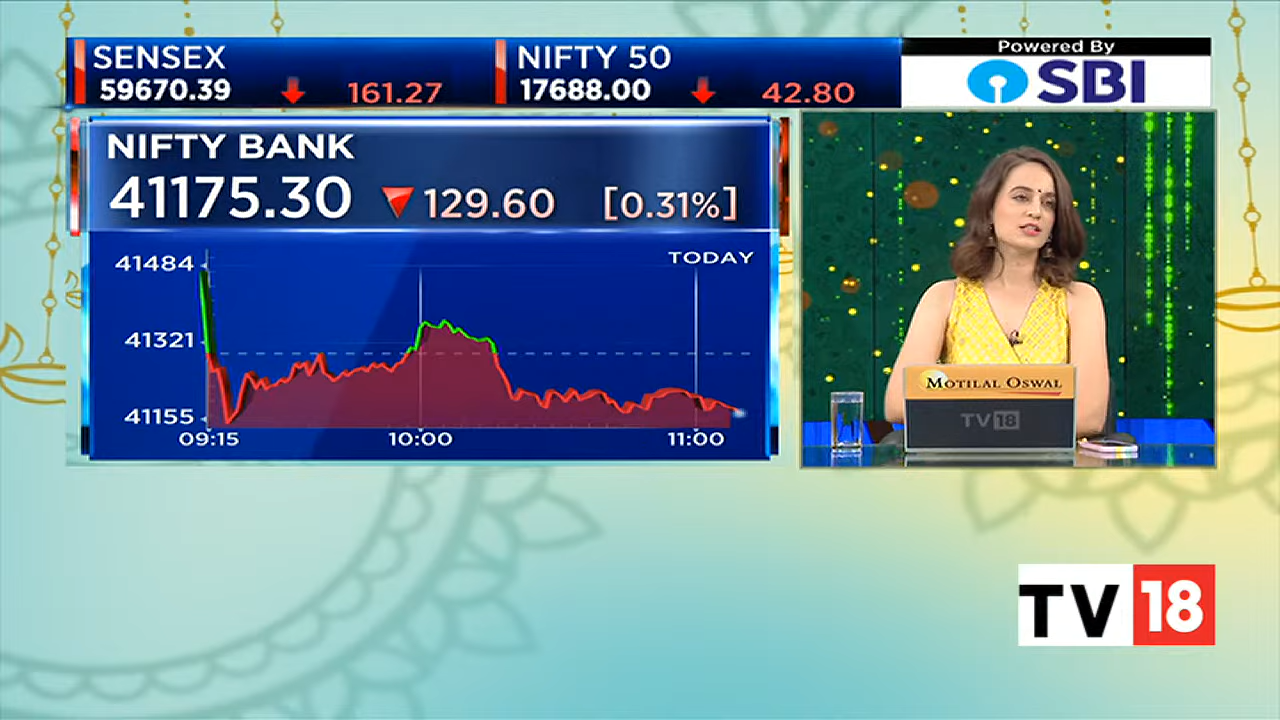 SENSEX
59670.39 161.27
NIFTY 50
17688.00 42.80
Powered By
SBI
NIFTY BANK
41175.30 129.60 [0.31%]
TODAY
41484
41321
41155
09:15 10:00 11:00
MOTILAL OSWAL
TV18
TV18